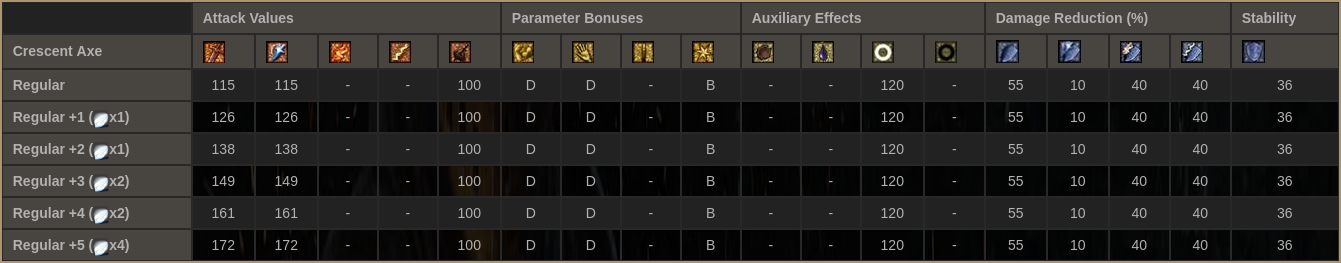 Attack Values Parameter Bonuses Auxiliary Effects Damage Reduction (%) Stability
Crescent Axe
Regular 115 115 - - 100 D D - B - - 120 - 55 10 40 40 36
Regular +1 (x1) 126 126 - - 100 D D - B - - 120 - 55 10 40 40 36
Regular +2 (x1) 138 138 - - 100 D D - B - - 120 - 55 10 40 40 36
Regular +3 (x2) 149 149 - - 100 D D - B - - 120 - 55 10 40 40 36
Regular +4 (x2) 161 161 - - 100 D D - B - - 120 - 55 10 40 40 36
Regular +5 (x4) 172 172 - - 100 D D - B - - 120 - 55 10 40 40 36